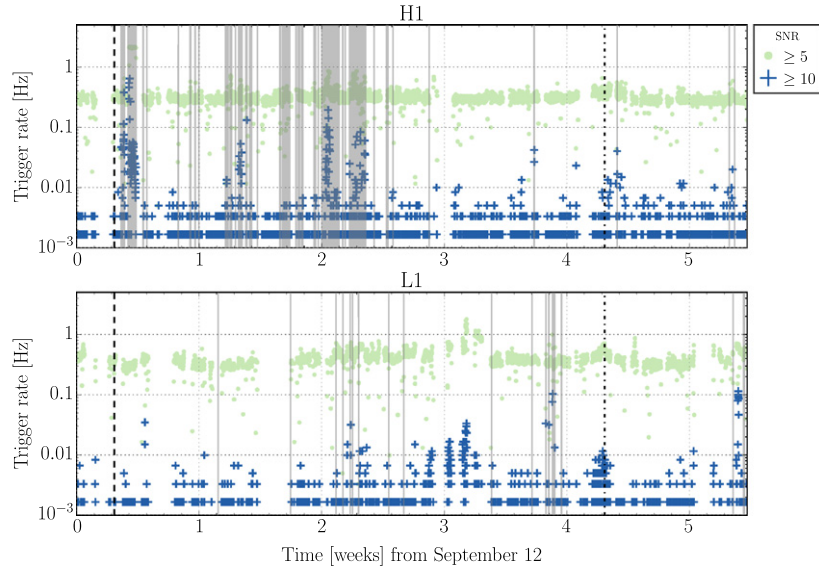 H1
SNR
≥ 5
≥ 10
Trigger rate [Hz]
1
0.1
0.01
10⁻³
0 1 2 3 4 5
L1
Trigger rate [Hz]
1
0.1
0.01
10⁻³
0 1 2 3 4 5
Time [weeks] from September 12